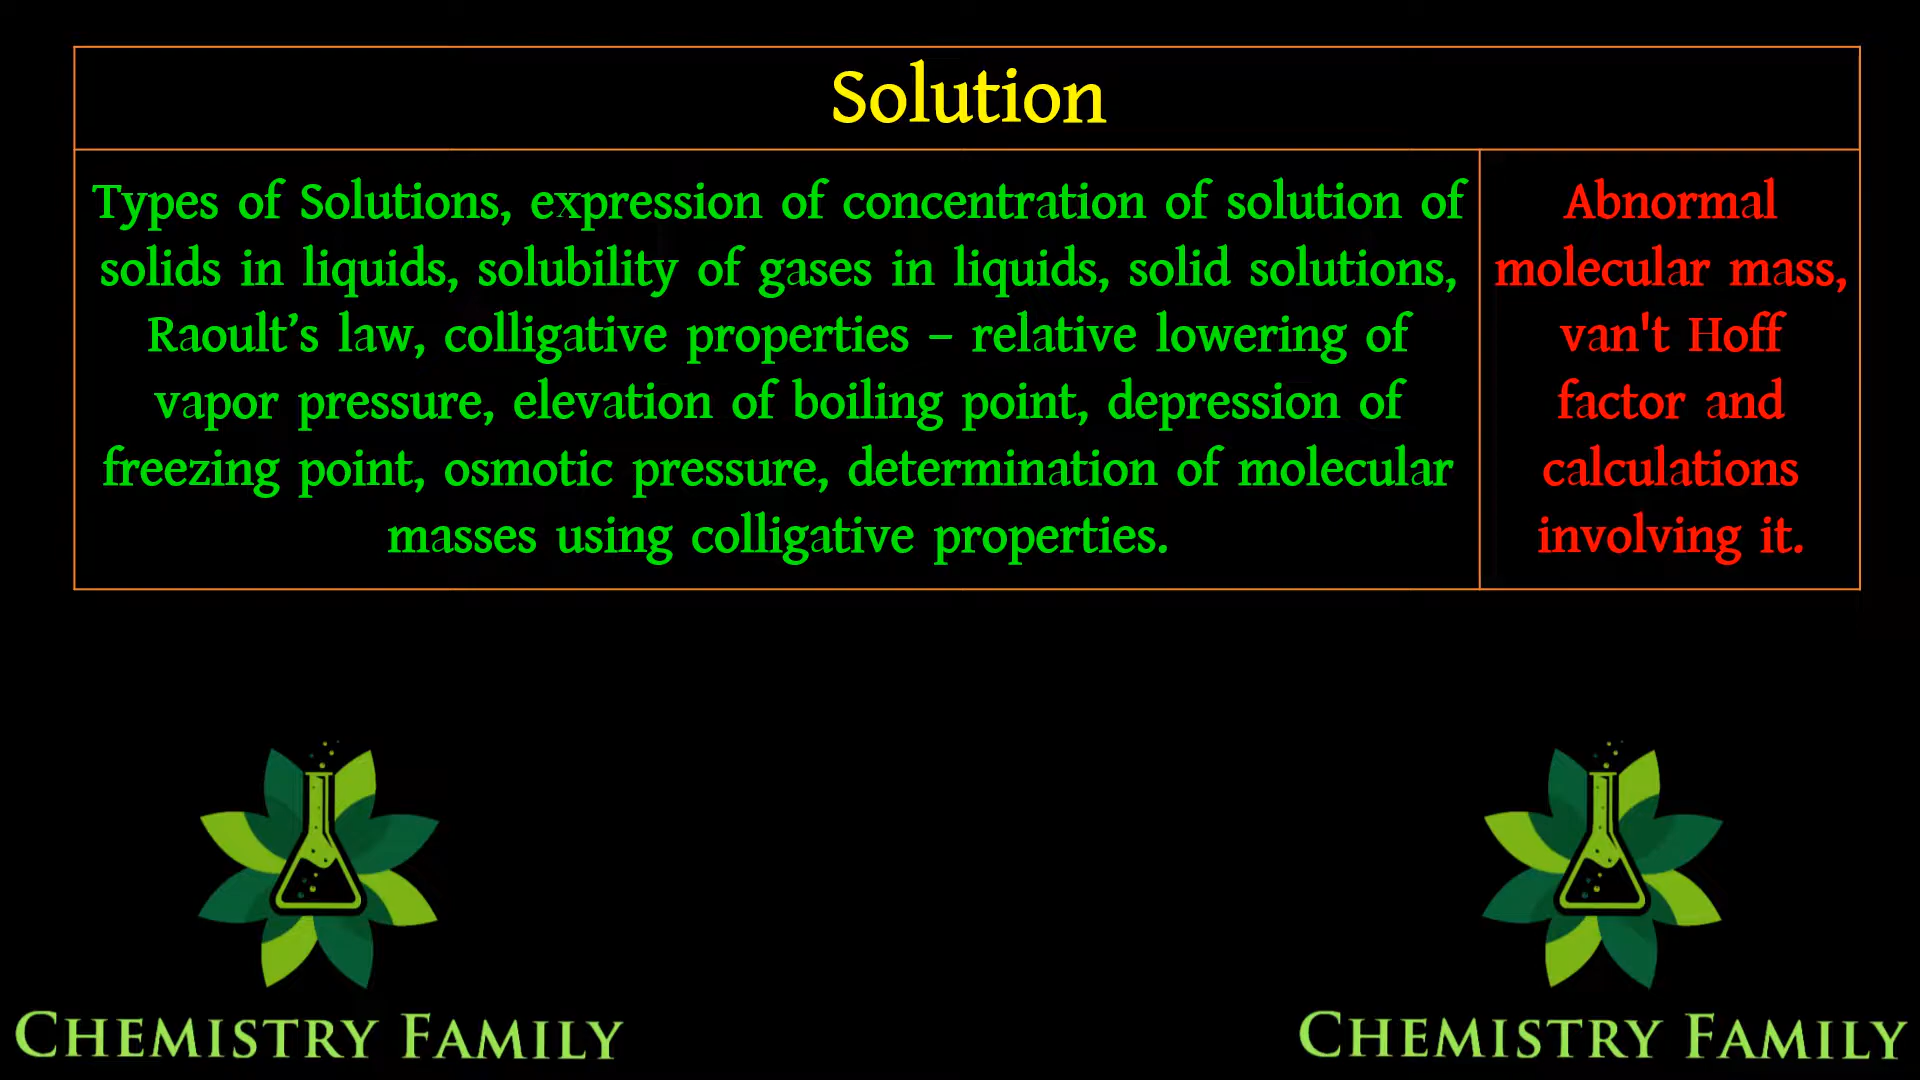 Solution
Types of Solutions, expression of concentration of solution of
solids in liquids, solubility of gases in liquids, solid solutions,
Raoult’s law, colligative properties – relative lowering of
vapor pressure, elevation of boiling point, depression of
freezing point, osmotic pressure, determination of molecular
masses using colligative properties.
Abnormal
molecular mass,
van't Hoff
factor and
calculations
involving it.
CHEMISTRY FAMILY
CHEMISTRY FAMILY